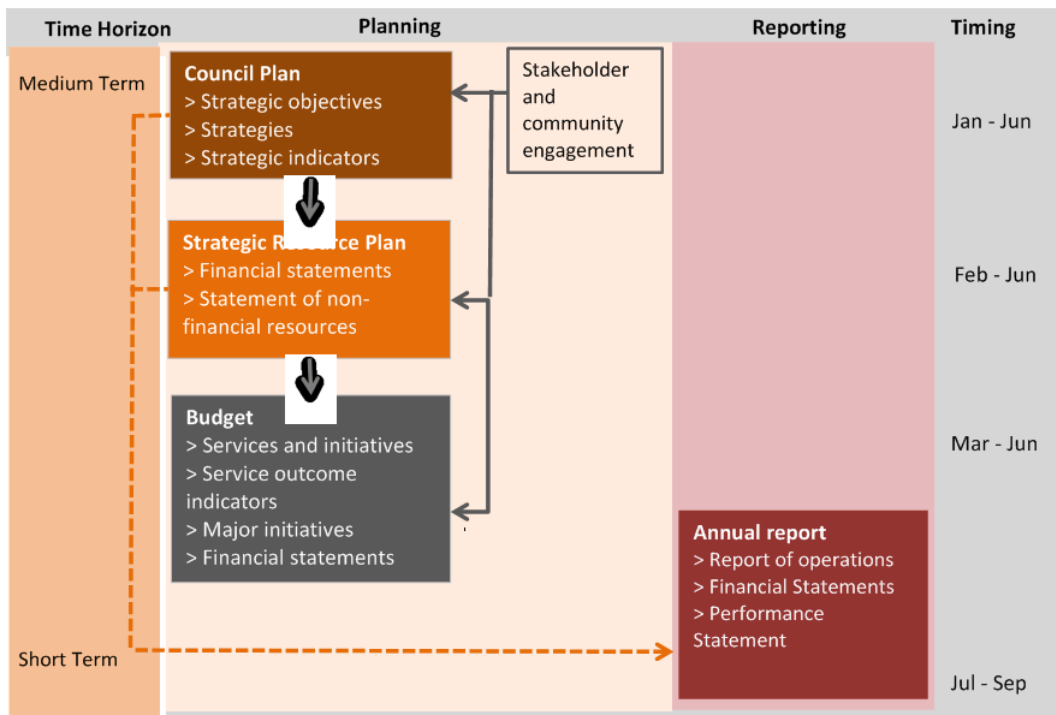 Time Horizon
Planning
Reporting
Timing
Medium Term
Council Plan
> Strategic objectives
> Strategies
> Strategic indicators
Stakeholder
and
community
engagement
Jan - Jun
Strategic Resource Plan
> Financial statements
> Statement of non-
financial resources
Feb - Jun
Budget
> Services and initiatives
> Service outcome
indicators
> Major initiatives
> Financial statements
Mar - Jun
Annual report
> Report of operations
> Financial Statements
> Performance
Statement
Short Term
Jul - Sep